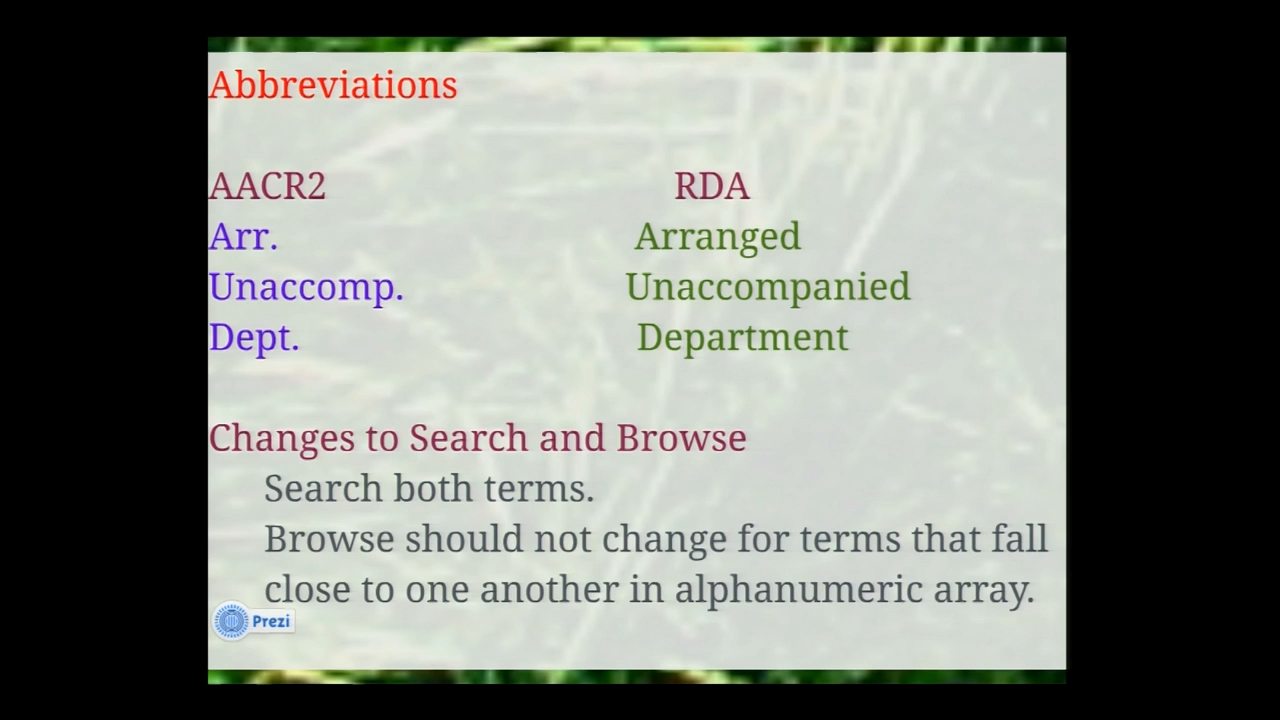 Abbreviations
AACR2 RDA
Arr. Arranged
Unaccomp. Unaccompanied
Dept. Department
Changes to Search and Browse
Search both terms.
Browse should not change for terms that fall
close to one another in alphanumeric array.
Prezi